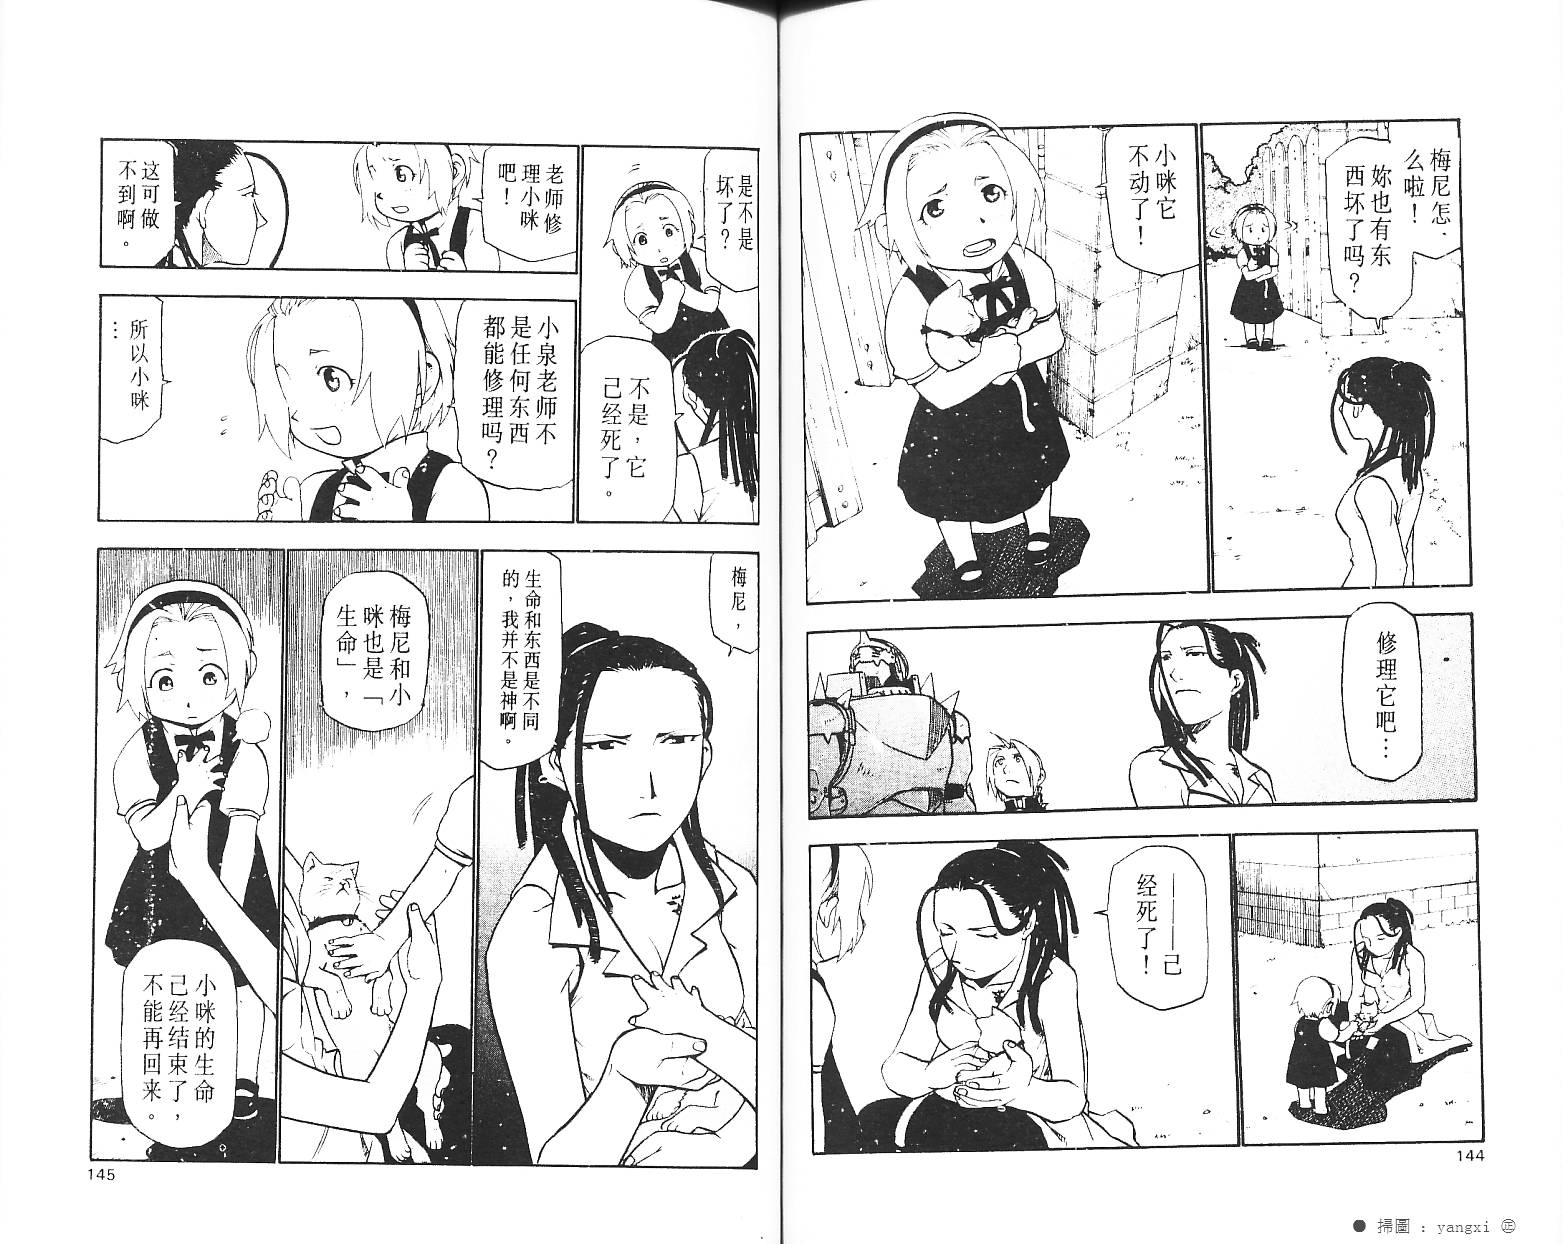 梅尼怎
么啦！
妳也有东
西坏了吗？
小咪它
不动了！
修理它吧…
——己
经死了！
144
是不是
坏了？
不是，它
己经死了。
老师修
理小咪
吧！
这可做
不到啊。
小泉老师不
是任何东西
都能修理吗？
所以小咪
…
梅尼，
生命和东西是不同
的，我并不是神啊。
梅尼和小
咪也是「
生命」，
小咪的生命
己经结束了，
不能再回来。
145
● 掃圖 ：yangxi ㊣